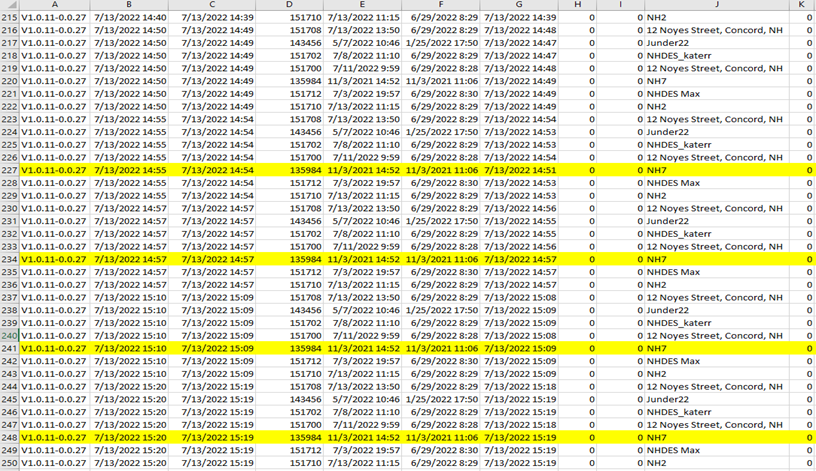 A B C D E F G H I J K
215 V1.0.11-0.0.27 7/13/2022 14:40 7/13/2022 14:39 151710 7/13/2022 11:15 6/29/2022 8:29 7/13/2022 14:39 0 0 NH2 0
216 V1.0.11-0.0.27 7/13/2022 14:50 7/13/2022 14:49 151708 7/13/2022 13:50 6/29/2022 8:29 7/13/2022 14:48 0 0 12 Noyes Street, Concord, NH 0
217 V1.0.11-0.0.27 7/13/2022 14:50 7/13/2022 14:49 143456 5/7/2022 10:46 1/25/2022 17:50 7/13/2022 14:47 0 0 Junder22 0
218 V1.0.11-0.0.27 7/13/2022 14:50 7/13/2022 14:49 151702 7/8/2022 11:10 6/29/2022 8:29 7/13/2022 14:47 0 0 NHDES_katerr 0
219 V1.0.11-0.0.27 7/13/2022 14:50 7/13/2022 14:49 151700 7/11/2022 9:59 6/29/2022 8:28 7/13/2022 14:48 0 0 12 Noyes Street, Concord, NH 0
220 V1.0.11-0.0.27 7/13/2022 14:50 7/13/2022 14:49 135984 11/3/2021 14:52 11/3/2021 11:06 7/13/2022 14:49 0 0 NH7 0
221 V1.0.11-0.0.27 7/13/2022 14:50 7/13/2022 14:49 151712 7/3/2022 19:57 6/29/2022 8:30 7/13/2022 14:49 0 0 NHDES Max 0
222 V1.0.11-0.0.27 7/13/2022 14:50 7/13/2022 14:49 151710 7/13/2022 11:15 6/29/2022 8:29 7/13/2022 14:49 0 0 NH2 0
223 V1.0.11-0.0.27 7/13/2022 14:55 7/13/2022 14:54 151708 7/13/2022 13:50 6/29/2022 8:29 7/13/2022 14:54 0 0 12 Noyes Street, Concord, NH 0
224 V1.0.11-0.0.27 7/13/2022 14:55 7/13/2022 14:54 143456 5/7/2022 10:46 1/25/2022 17:50 7/13/2022 14:53 0 0 Junder22 0
225 V1.0.11-0.0.27 7/13/2022 14:55 7/13/2022 14:54 151702 7/8/2022 11:10 6/29/2022 8:29 7/13/2022 14:53 0 0 NHDES_katerr 0
226 V1.0.11-0.0.27 7/13/2022 14:55 7/13/2022 14:54 151700 7/11/2022 9:59 6/29/2022 8:28 7/13/2022 14:54 0 0 12 Noyes Street, Concord, NH 0
227 V1.0.11-0.0.27 7/13/2022 14:55 7/13/2022 14:54 135984 11/3/2021 14:52 11/3/2021 11:06 7/13/2022 14:51 0 0 NH7 0
228 V1.0.11-0.0.27 7/13/2022 14:55 7/13/2022 14:54 151712 7/3/2022 19:57 6/29/2022 8:30 7/13/2022 14:54 0 0 NHDES Max 0
229 V1.0.11-0.0.27 7/13/2022 14:55 7/13/2022 14:54 151710 7/13/2022 11:15 6/29/2022 8:29 7/13/2022 14:53 0 0 NH2 0
230 V1.0.11-0.0.27 7/13/2022 14:57 7/13/2022 14:57 151708 7/13/2022 13:50 6/29/2022 8:29 7/13/2022 14:56 0 0 12 Noyes Street, Concord, NH 0
231 V1.0.11-0.0.27 7/13/2022 14:57 7/13/2022 14:57 143456 5/7/2022 10:46 1/25/2022 17:50 7/13/2022 14:55 0 0 Junder22 0
232 V1.0.11-0.0.27 7/13/2022 14:57 7/13/2022 14:57 151702 7/8/2022 11:10 6/29/2022 8:29 7/13/2022 14:55 0 0 NHDES_katerr 0
233 V1.0.11-0.0.27 7/13/2022 14:57 7/13/2022 14:57 151700 7/11/2022 9:59 6/29/2022 8:28 7/13/2022 14:56 0 0 12 Noyes Street, Concord, NH 0
234 V1.0.11-0.0.27 7/13/2022 14:57 7/13/2022 14:57 135984 11/3/2021 14:52 11/3/2021 11:06 7/13/2022 14:57 0 0 NH7 0
235 V1.0.11-0.0.27 7/13/2022 14:57 7/13/2022 14:57 151712 7/3/2022 19:57 6/29/2022 8:30 7/13/2022 14:57 0 0 NHDES Max 0
236 V1.0.11-0.0.27 7/13/2022 14:57 7/13/2022 14:57 151710 7/13/2022 11:15 6/29/2022 8:29 7/13/2022 14:57 0 0 NH2 0
237 V1.0.11-0.0.27 7/13/2022 15:10 7/13/2022 15:09 151708 7/13/2022 13:50 6/29/2022 8:29 7/13/2022 15:08 0 0 12 Noyes Street, Concord, NH 0
238 V1.0.11-0.0.27 7/13/2022 15:10 7/13/2022 15:09 143456 5/7/2022 10:46 1/25/2022 17:50 7/13/2022 15:09 0 0 Junder22 0
239 V1.0.11-0.0.27 7/13/2022 15:10 7/13/2022 15:09 151702 7/8/2022 11:10 6/29/2022 8:29 7/13/2022 15:09 0 0 NHDES_katerr 0
240 V1.0.11-0.0.27 7/13/2022 15:10 7/13/2022 15:09 151700 7/11/2022 9:59 6/29/2022 8:28 7/13/2022 15:08 0 0 12 Noyes Street, Concord, NH 0
241 V1.0.11-0.0.27 7/13/2022 15:10 7/13/2022 15:09 135984 11/3/2021 14:52 11/3/2021 11:06 7/13/2022 15:09 0 0 NH7 0
242 V1.0.11-0.0.27 7/13/2022 15:10 7/13/2022 15:09 151712 7/3/2022 19:57 6/29/2022 8:30 7/13/2022 15:09 0 0 NHDES Max 0
243 V1.0.11-0.0.27 7/13/2022 15:10 7/13/2022 15:09 151710 7/13/2022 11:15 6/29/2022 8:29 7/13/2022 15:09 0 0 NH2 0
244 V1.0.11-0.0.27 7/13/2022 15:20 7/13/2022 15:19 151708 7/13/2022 13:50 6/29/2022 8:29 7/13/2022 15:18 0 0 12 Noyes Street, Concord, NH 0
245 V1.0.11-0.0.27 7/13/2022 15:20 7/13/2022 15:19 143456 5/7/2022 10:46 1/25/2022 17:50 7/13/2022 15:19 0 0 Junder22 0
246 V1.0.11-0.0.27 7/13/2022 15:20 7/13/2022 15:19 151702 7/8/2022 11:10 6/29/2022 8:29 7/13/2022 15:19 0 0 NHDES_katerr 0
247 V1.0.11-0.0.27 7/13/2022 15:20 7/13/2022 15:19 151700 7/11/2022 9:59 6/29/2022 8:28 7/13/2022 15:18 0 0 12 Noyes Street, Concord, NH 0
248 V1.0.11-0.0.27 7/13/2022 15:20 7/13/2022 15:19 135984 11/3/2021 14:52 11/3/2021 11:06 7/13/2022 15:19 0 0 NH7 0
249 V1.0.11-0.0.27 7/13/2022 15:20 7/13/2022 15:19 151712 7/3/2022 19:57 6/29/2022 8:30 7/13/2022 15:19 0 0 NHDES Max 0
250 V1.0.11-0.0.27 7/13/2022 15:20 7/13/2022 15:19 151710 7/13/2022 11:15 6/29/2022 8:29 7/13/2022 15:19 0 0 NH2 0